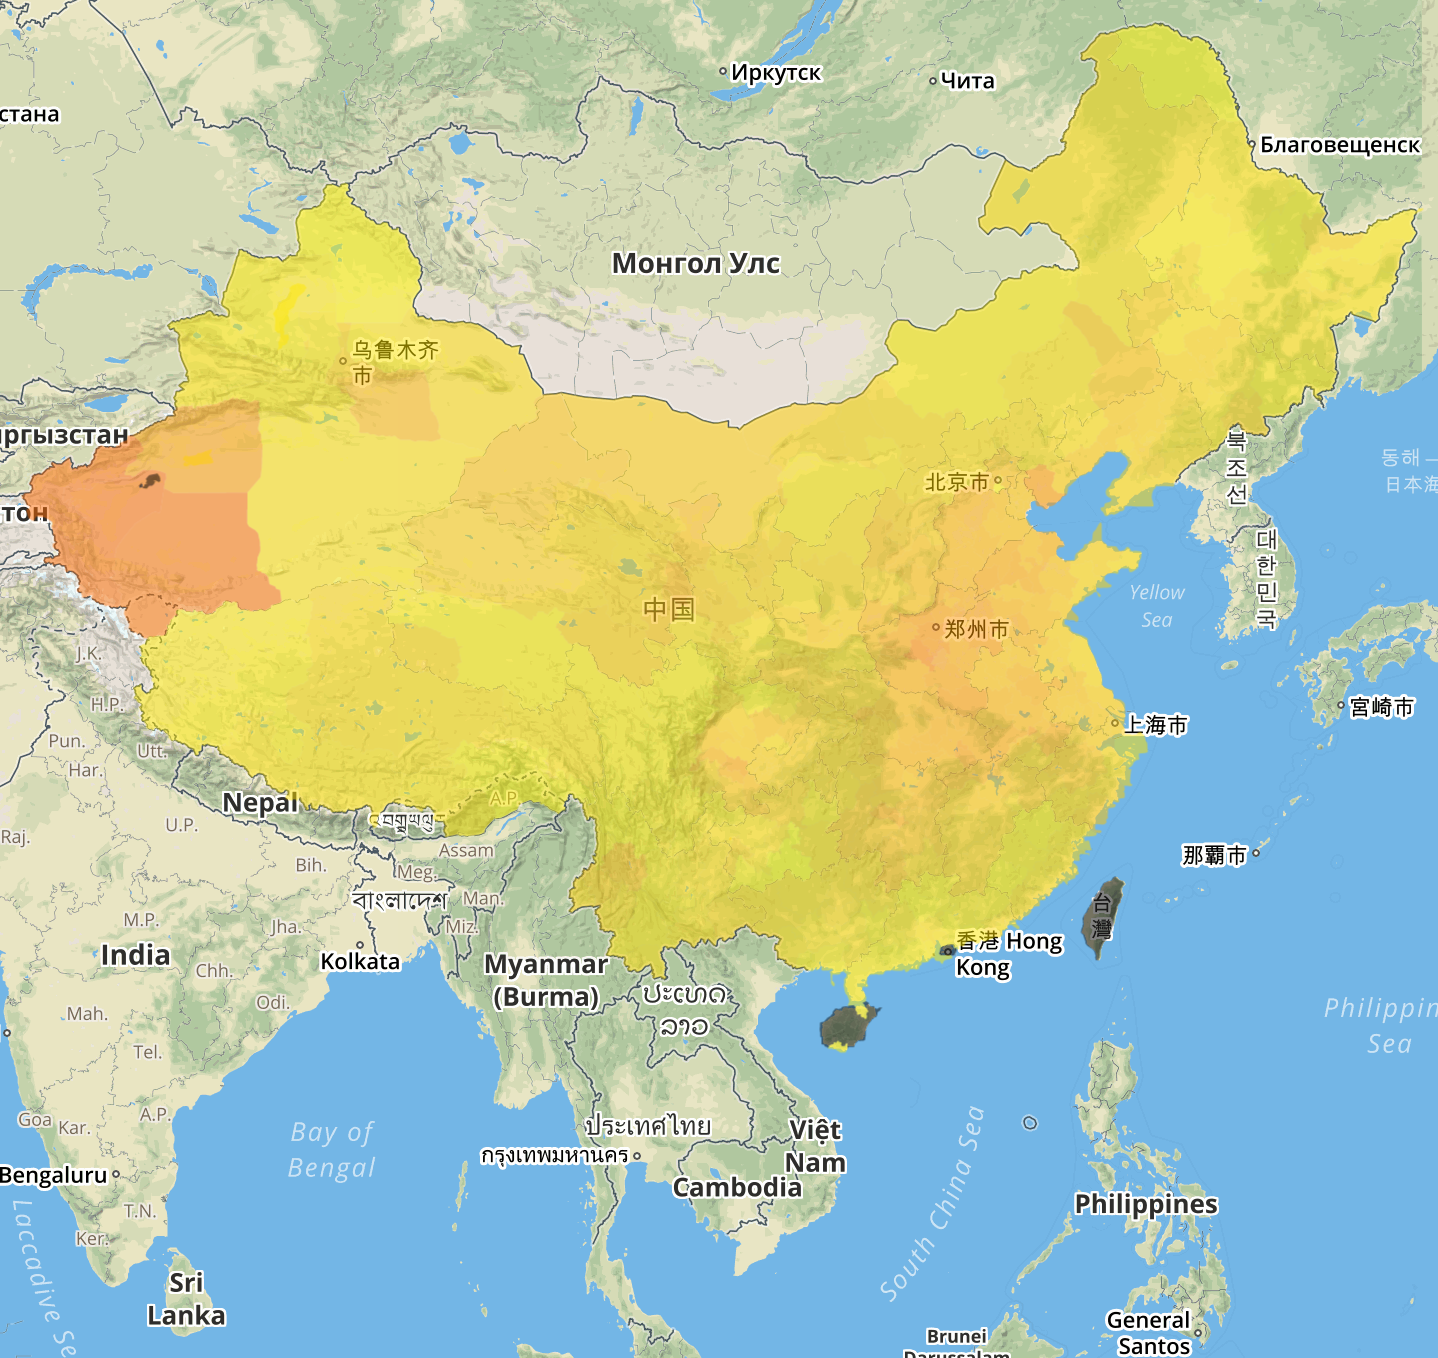 Иркутск
Чита
стана
Благовещенск
Монгол Улс
乌鲁木齐
市
ргызстан
북
조
선
동해
日本海
北京市
тон
대
한
민
국
中国
Yellow
Sea
郑州市
J.K.
H.P.
宮崎市
上海市
Pun.
Utt.
Har.
Nepal
A.P.
U.P.
Raj.
Assam
那覇市
Bih.
Meg.
বাংলাদেশ
Man.
台
灣
M.P.
Jha.
Miz.
香港 Hong
Kong
India
Kolkata
Chh.
Myanmar
(Burma)
ປະເທດ
ລາວ
Odi.
Mah.
Philippin
Sea
Tel.
Goa
Kar.
A.P.
Bay of
Bengal
ประเทศไทย
Việt
Nam
กรุงเทพมหานคร
Bengaluru
Cambodia
South China Sea
Philippines
T.N.
Ker.
Laccadive Se
Sri
Lanka
General
Santos
Brunei
Darussalam